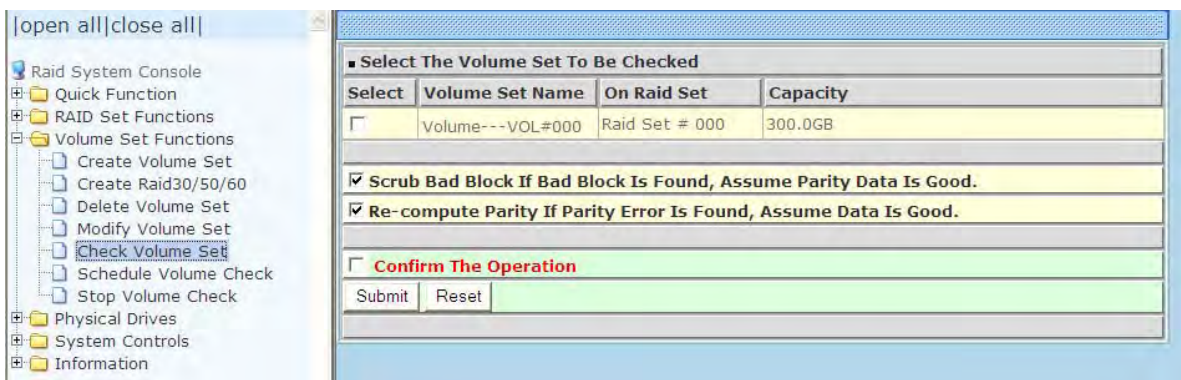 |open all|close all|
Raid System Console
Quick Function
RAID Set Functions
Volume Set Functions
Create Volume Set
Create Raid30/50/60
Delete Volume Set
Modify Volume Set
Check Volume Set
Schedule Volume Check
Stop Volume Check
Physical Drives
System Controls
Information
Select The Volume Set To Be Checked
Select Volume Set Name On Raid Set Capacity
Volume---VOL#000 Raid Set # 000 300.0GB
Scrub Bad Block If Bad Block Is Found, Assume Parity Data Is Good.
Re-compute Parity If Parity Error Is Found, Assume Data Is Good.
Confirm The Operation
Submit Reset